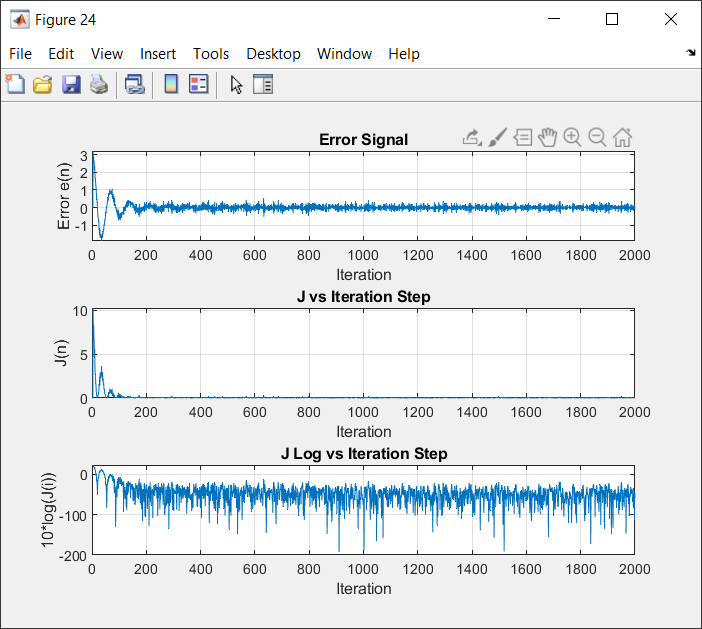 Figure 24
File Edit View Insert Tools Desktop Window Help
Error Signal
Error e(n)
3
2
1
0
-1
0 200 400 600 800 1000 1200 1400 1600 1800 2000
Iteration
J vs Iteration Step
J(n)
10
5
0
0 200 400 600 800 1000 1200 1400 1600 1800 2000
Iteration
J Log vs Iteration Step
10*log(J(i))
0
-100
-200
0 200 400 600 800 1000 1200 1400 1600 1800 2000
Iteration